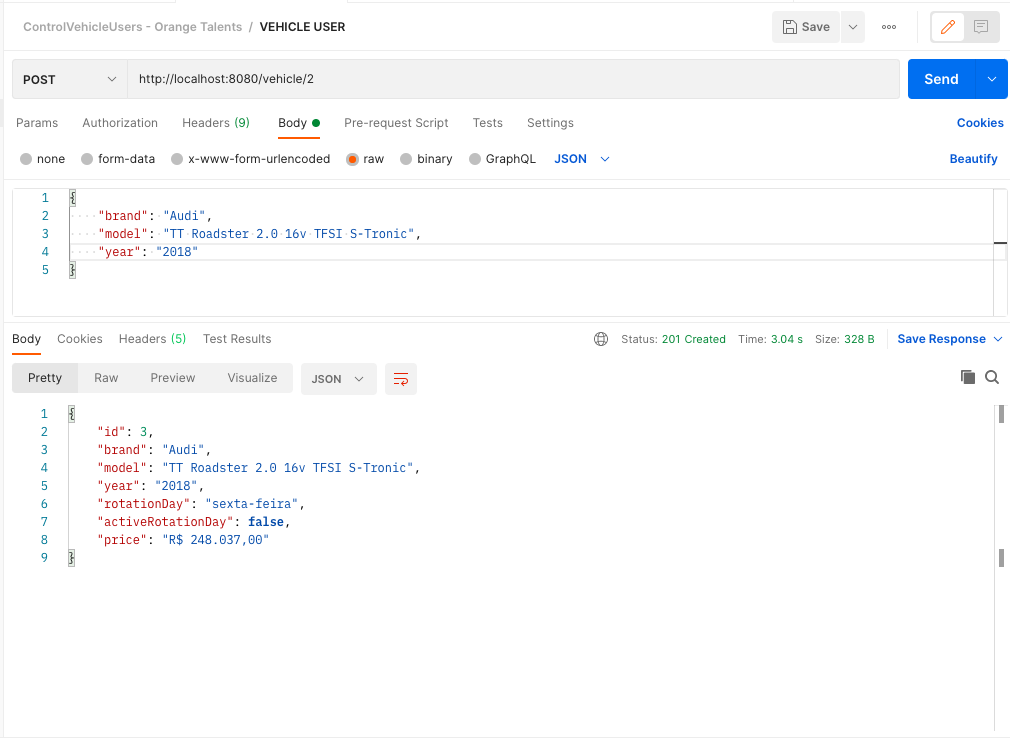 ControlVehicleUsers - Orange Talents / VEHICLE USER
Save
POST http://localhost:8080/vehicle/2 Send
Params Authorization Headers (9) Body Pre-request Script Tests Settings Cookies
none form-data x-www-form-urlencoded raw binary GraphQL JSON Beautify
1 {
2 "brand": "Audi",
3 "model": "TT Roadster 2.0 16v TFSI S-Tronic",
4 "year": "2018"
5 }
Body Cookies Headers (5) Test Results Status: 201 Created Time: 3.04 s Size: 328 B Save Response
Pretty Raw Preview Visualize JSON
1 {
2 "id": 3,
3 "brand": "Audi",
4 "model": "TT Roadster 2.0 16v TFSI S-Tronic",
5 "year": "2018",
6 "rotationDay": "sexta-feira",
7 "activeRotationDay": false,
8 "price": "R$ 248.037,00"
9 }